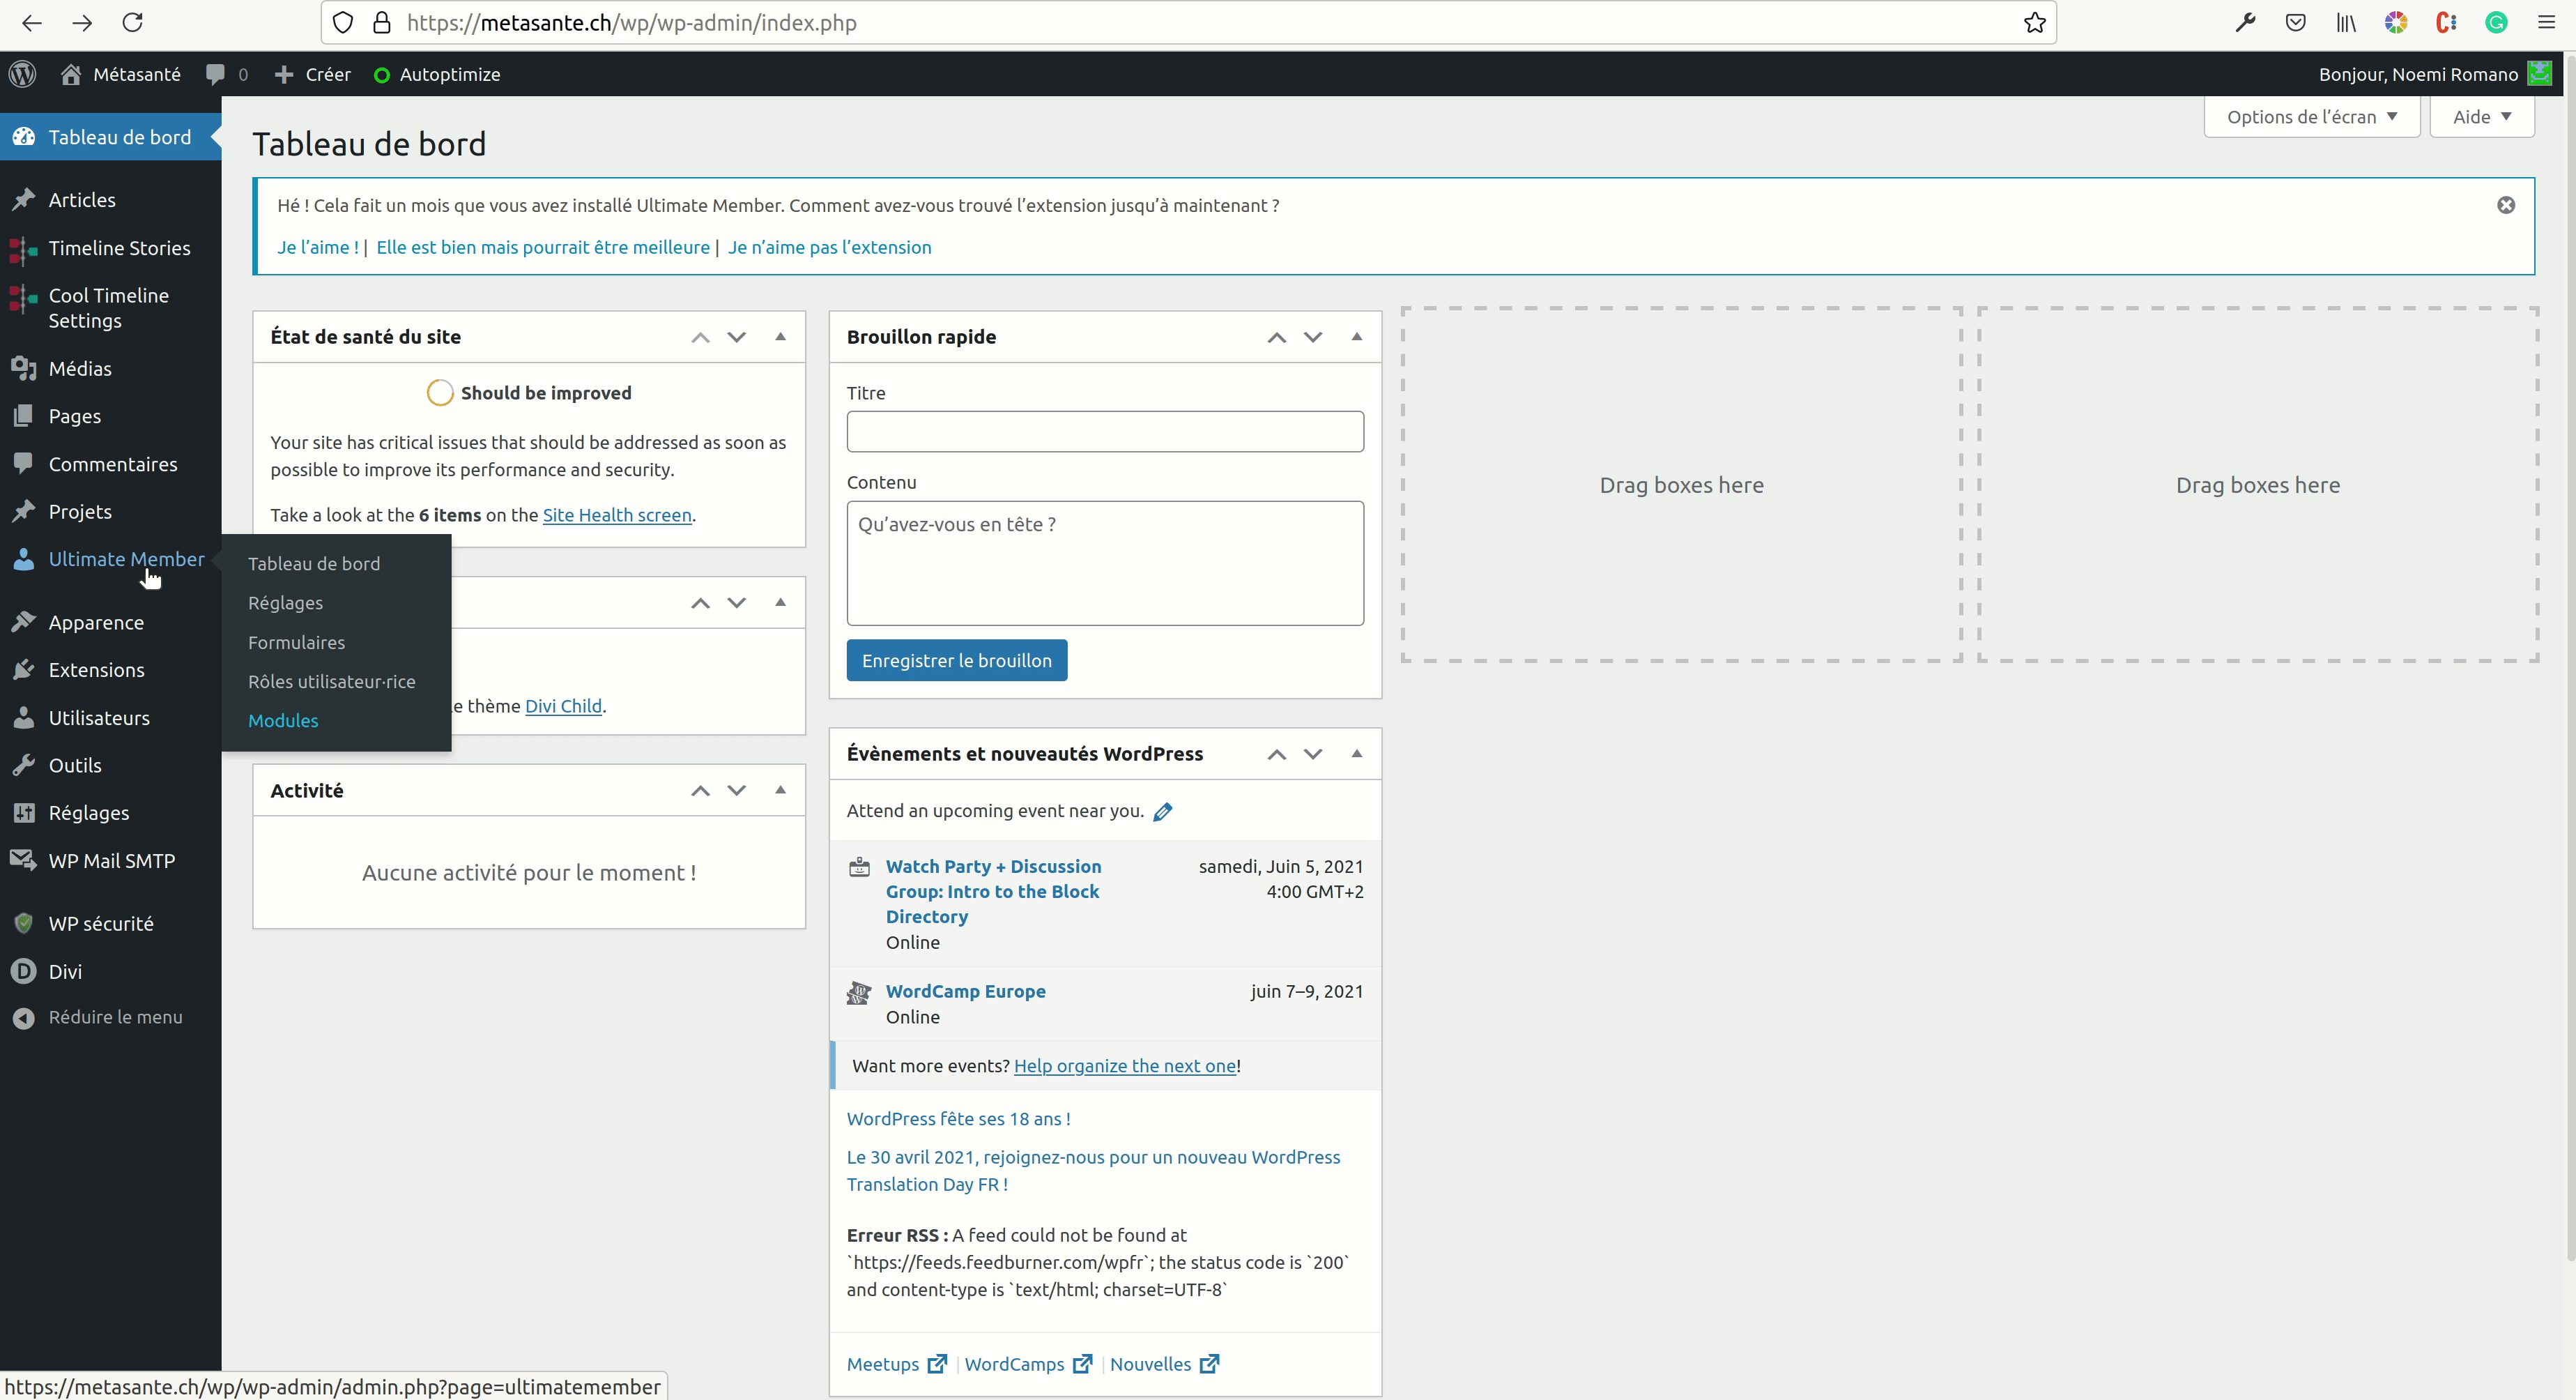 https://metasante.ch/wp/wp-admin/index.php
Métasanté 0 Créer Autoptimize Bonjour, Noemi Romano
Options de l’écran Aide
Tableau de bord
Articles
Timeline Stories
Cool Timeline
Settings
Médias
Pages
Commentaires
Projets
Ultimate Member
Apparence
Extensions
Utilisateurs
Outils
Réglages
WP Mail SMTP
WP sécurité
Divi
Réduire le menu
Tableau de bord
Réglages
Formulaires
Rôles utilisateur·rice
Modules
Tableau de bord
Hé ! Cela fait un mois que vous avez installé Ultimate Member. Comment avez-vous trouvé l’extension jusqu’à maintenant ?
Je l’aime ! | Elle est bien mais pourrait être meilleure | Je n’aime pas l’extension
État de santé du site
Should be improved
Your site has critical issues that should be addressed as soon as
possible to improve its performance and security.
Take a look at the 6 items on the Site Health screen.
e thème Divi Child.
Activité
Aucune activité pour le moment !
Brouillon rapide
Titre
Contenu
Qu’avez-vous en tête ?
Enregistrer le brouillon
Évènements et nouveautés WordPress
Attend an upcoming event near you.
Watch Party + Discussion samedi, Juin 5, 2021
Group: Intro to the Block 4:00 GMT+2
Directory
Online
WordCamp Europe juin 7–9, 2021
Online
Want more events? Help organize the next one!
WordPress fête ses 18 ans !
Le 30 avril 2021, rejoignez-nous pour un nouveau WordPress
Translation Day FR !
Erreur RSS : A feed could not be found at
`https://feeds.feedburner.com/wpfr`; the status code is `200`
and content-type is `text/html; charset=UTF-8`
Meetups | WordCamps | Nouvelles
Drag boxes here
Drag boxes here
https://metasante.ch/wp/wp-admin/admin.php?page=ultimatemember